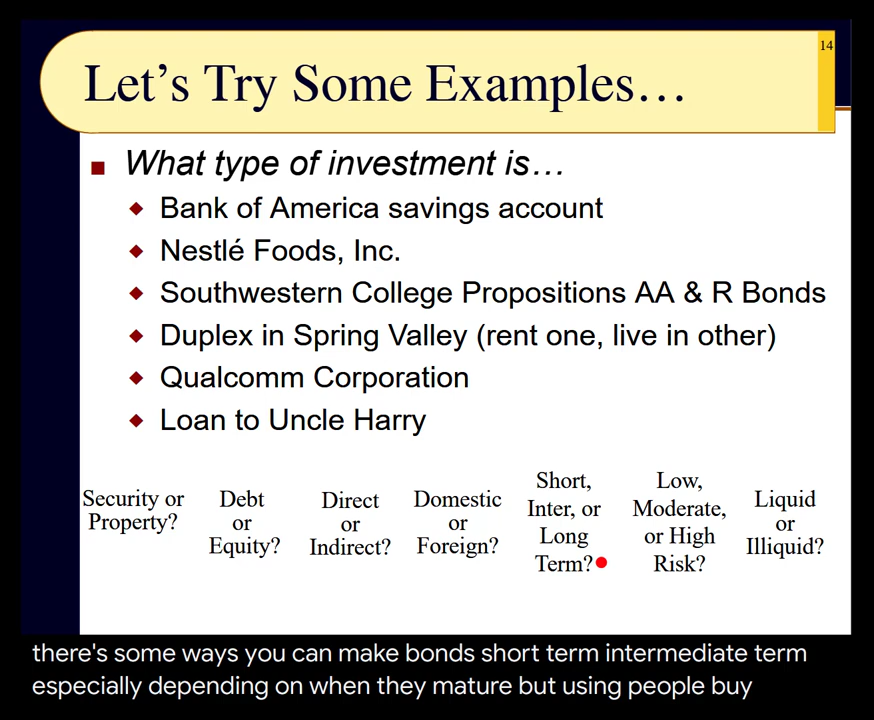 14
Let's Try Some Examples…
What type of investment is…
Bank of America savings account
Nestlé Foods, Inc.
Southwestern College Propositions AA & R Bonds
Duplex in Spring Valley (rent one, live in other)
Qualcomm Corporation
Loan to Uncle Harry
Security or
Property?
Debt
or
Equity?
Direct
or
Indirect?
Domestic
or
Foreign?
Short,
Inter, or
Long
Term?
Low,
Moderate,
or High
Risk?
Liquid
or
Illiquid?
there's some ways you can make bonds short term intermediate term
especially depending on when they mature but using people buy